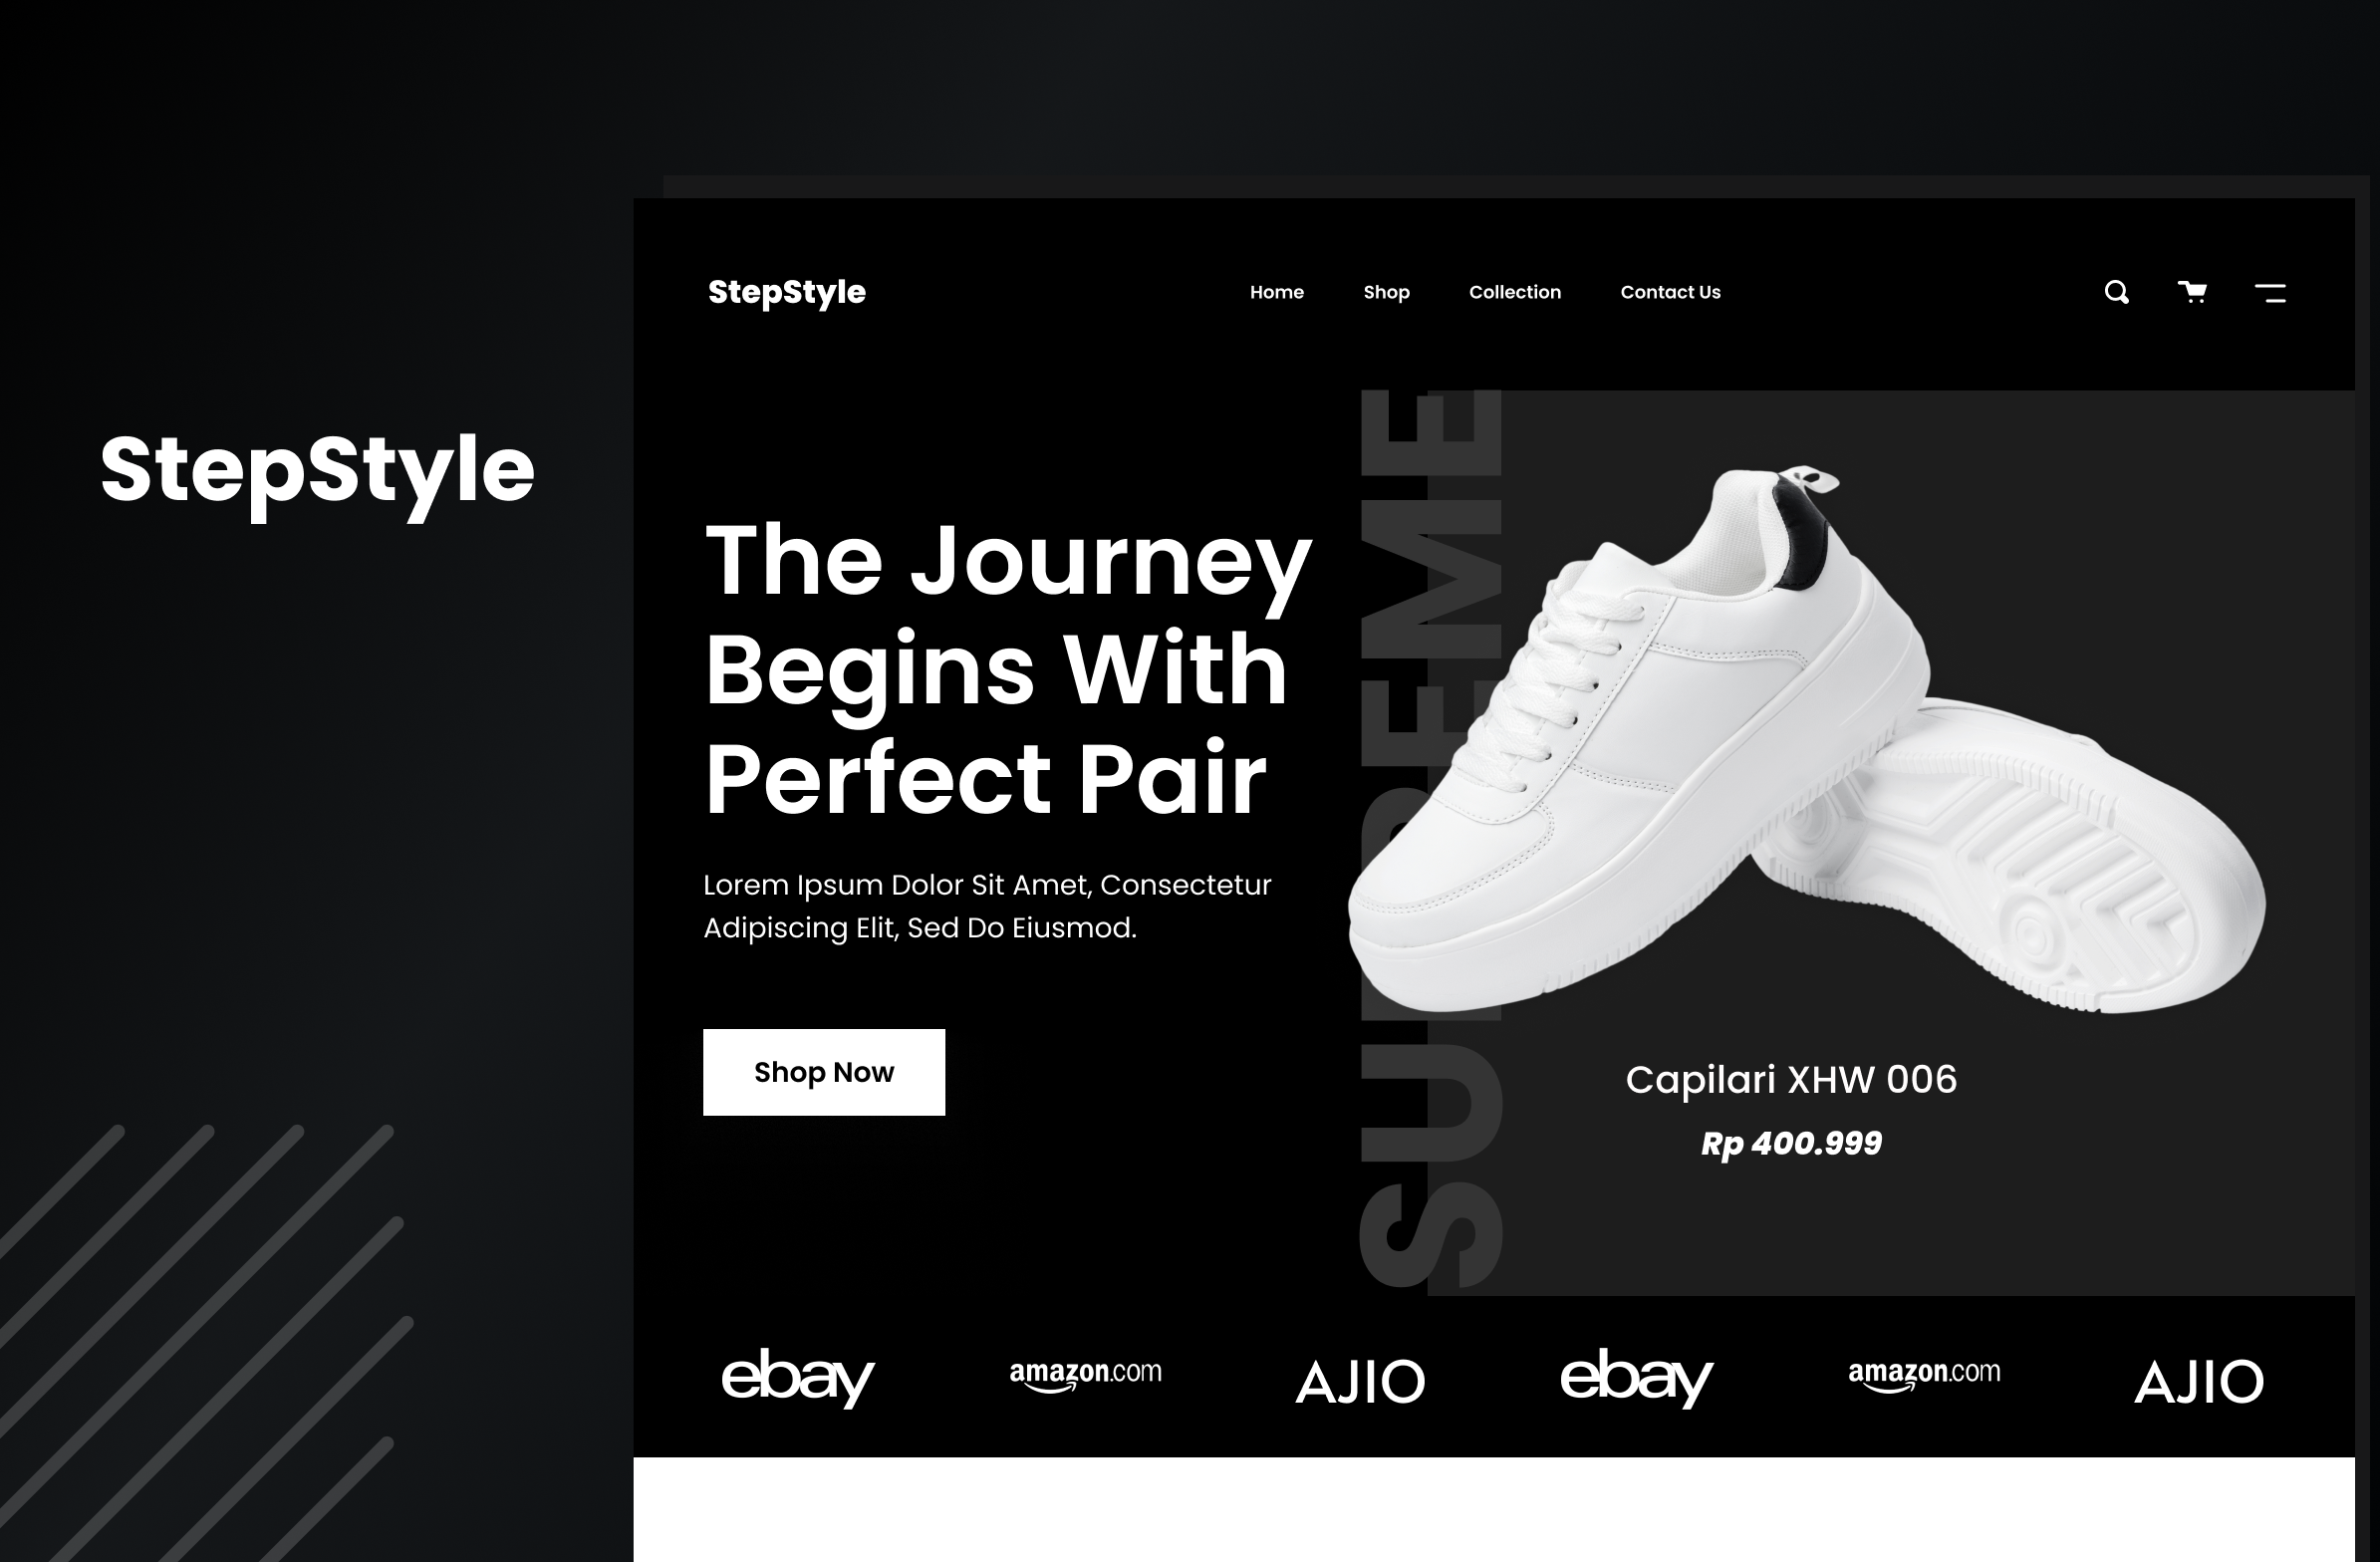 StepStyle
StepStyle
Home
Shop
Collection
Contact Us
The Journey
Begins With
Perfect Pair
Lorem Ipsum Dolor Sit Amet, Consectetur
Adipiscing Elit, Sed Do Eiusmod.
Shop Now
SUPREME
Capilari XHW 006
Rp 400.999
ebay
amazon.com
AJIO
ebay
amazon.com
AJIO